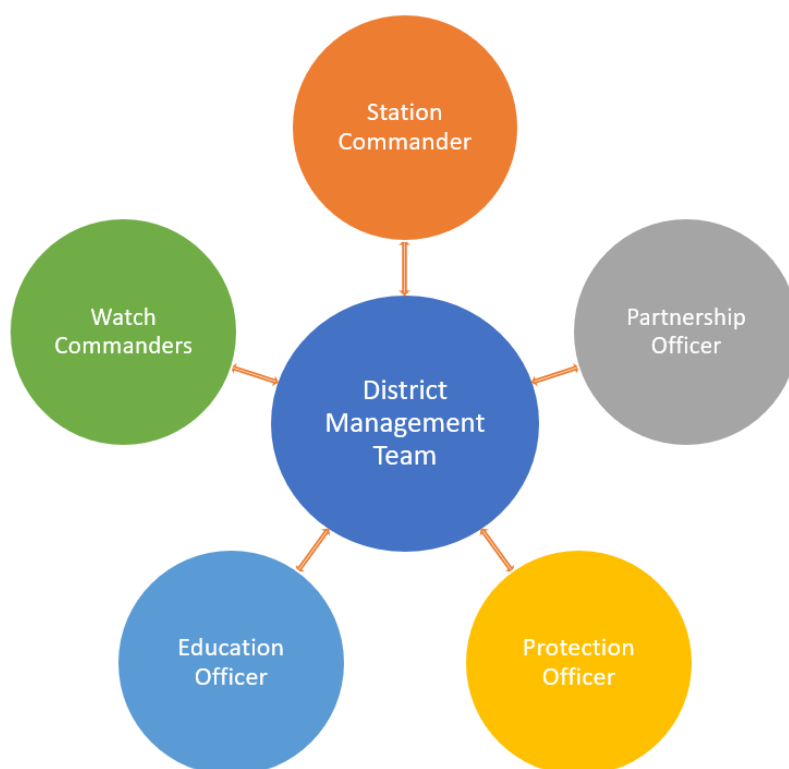 Station
Commander
Watch
Commanders
Partnership
Officer
District
Management
Team
Education
Officer
Protection
Officer